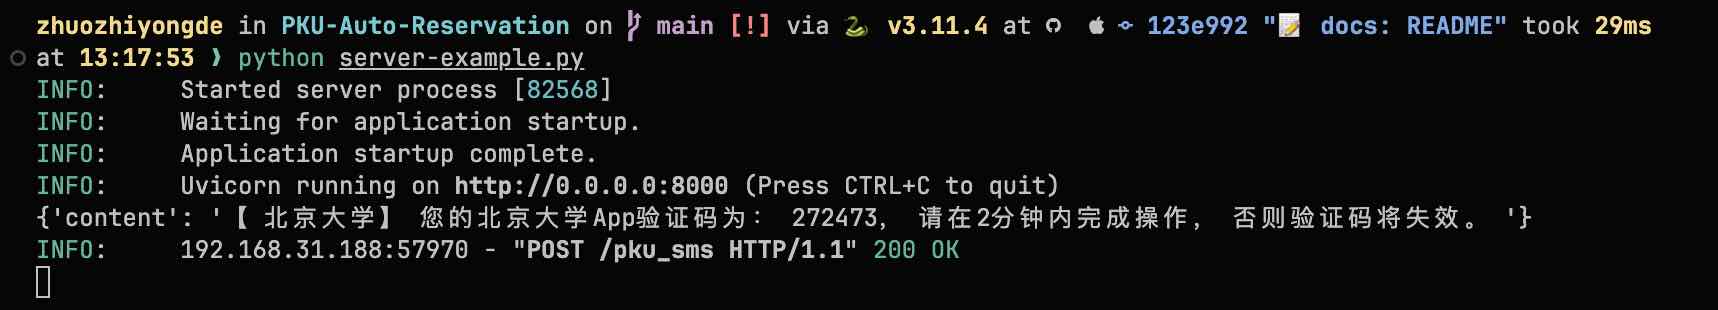 zhuozhiyongde in PKU-Auto-Reservation on main [!] via 🐍 v3.11.4 at 123e992 "📝 docs: README" took 29ms
at 13:17:53 ❱ python server-example.py
INFO:     Started server process [82568]
INFO:     Waiting for application startup.
INFO:     Application startup complete.
INFO:     Uvicorn running on http://0.0.0.0:8000 (Press CTRL+C to quit)
{'content': '【 北京大学】 您的北京大学App验证码为： 272473， 请在2分钟内完成操作， 否则验证码将失效。 '}
INFO:     192.168.31.188:57970 - "POST /pku_sms HTTP/1.1" 200 OK